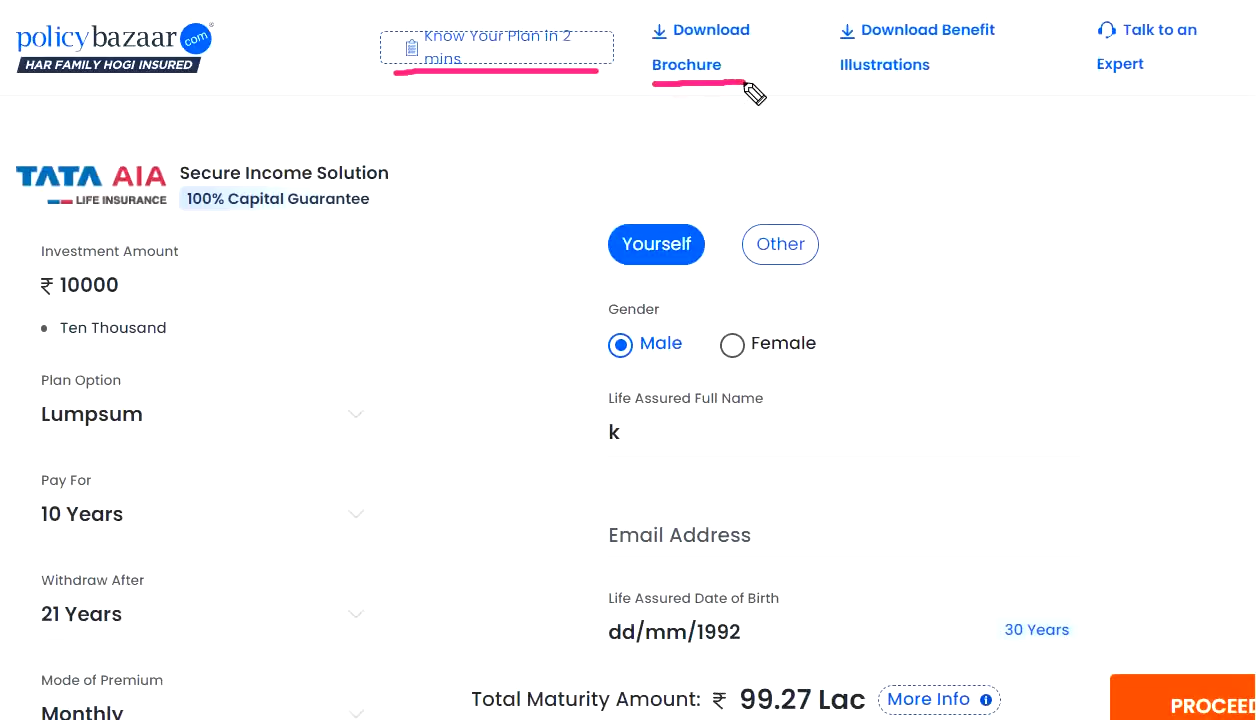 policybazaar.com
HAR FAMILY HOGI INSURED
Know Your Plan in 2
mins
Download
Brochure
Download Benefit
Illustrations
Talk to an
Expert
TATA AIA
LIFE INSURANCE
Secure Income Solution
100% Capital Guarantee
Investment Amount
₹ 10000
• Ten Thousand
Plan Option
Lumpsum
Pay For
10 Years
Withdraw After
21 Years
Mode of Premium
Monthly
Yourself
Other
Gender
Male
Female
Life Assured Full Name
k
Email Address
Life Assured Date of Birth
dd/mm/1992
30 Years
Total Maturity Amount: ₹ 99.27 Lac
More Info
PROCEE